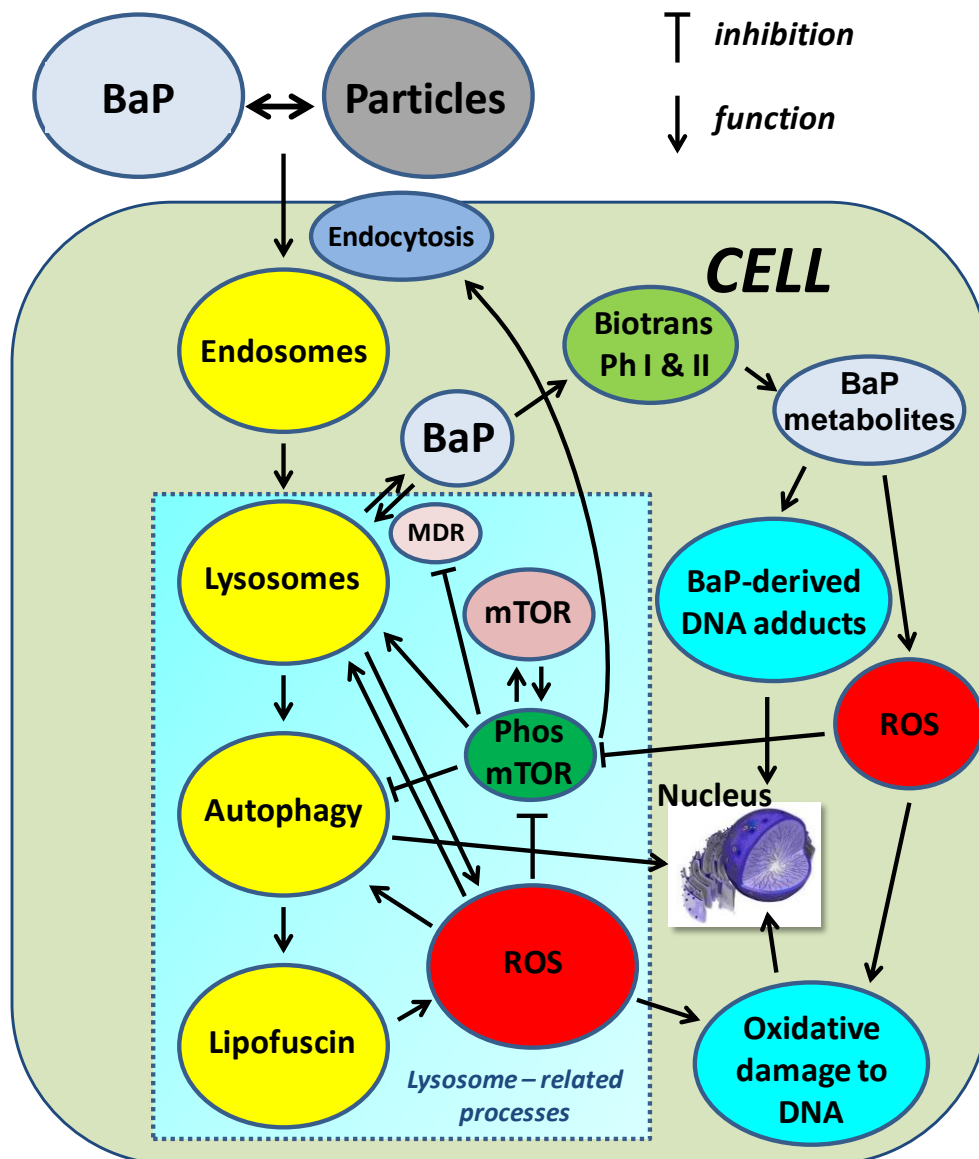 BaP
Particles
inhibition
function
Endocytosis
CELL
Endosomes
Biotrans
Ph I & II
BaP
metabolites
BaP
MDR
Lysosomes
mTOR
BaP-derived
DNA adducts
Phos
mTOR
ROS
Nucleus
Autophagy
ROS
Lipofuscin
Oxidative
damage to
DNA
Lysosome – related
processes